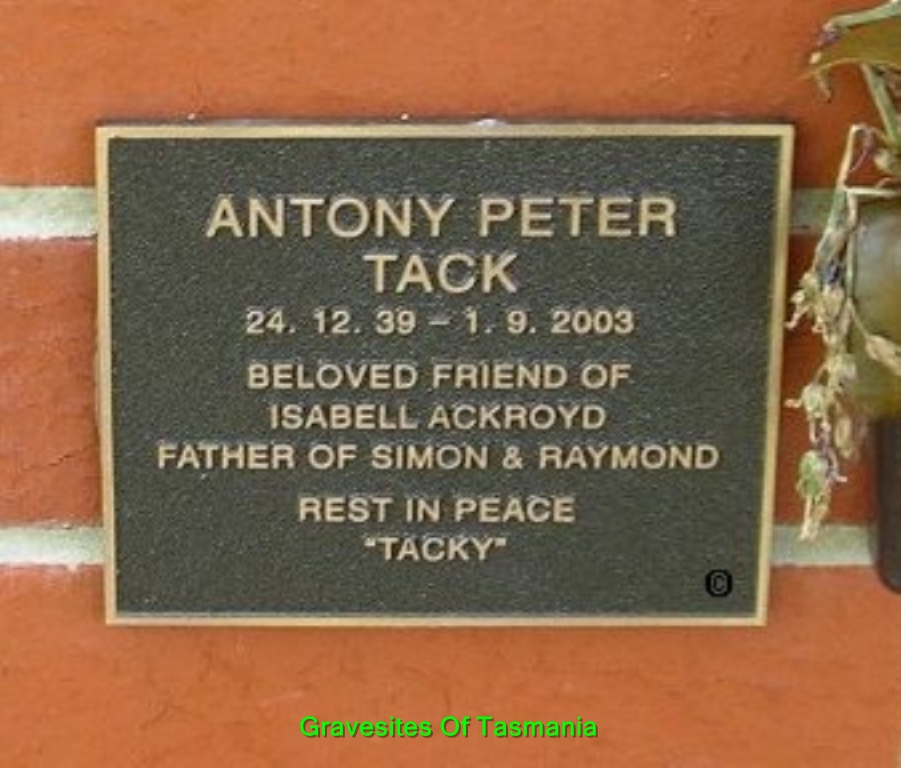 ANTONY PETER
TACK
24. 12. 39 – 1. 9. 2003
BELOVED FRIEND OF
ISABELL ACKROYD
FATHER OF SIMON & RAYMOND
REST IN PEACE
"TACKY"
©
Gravesites Of Tasmania